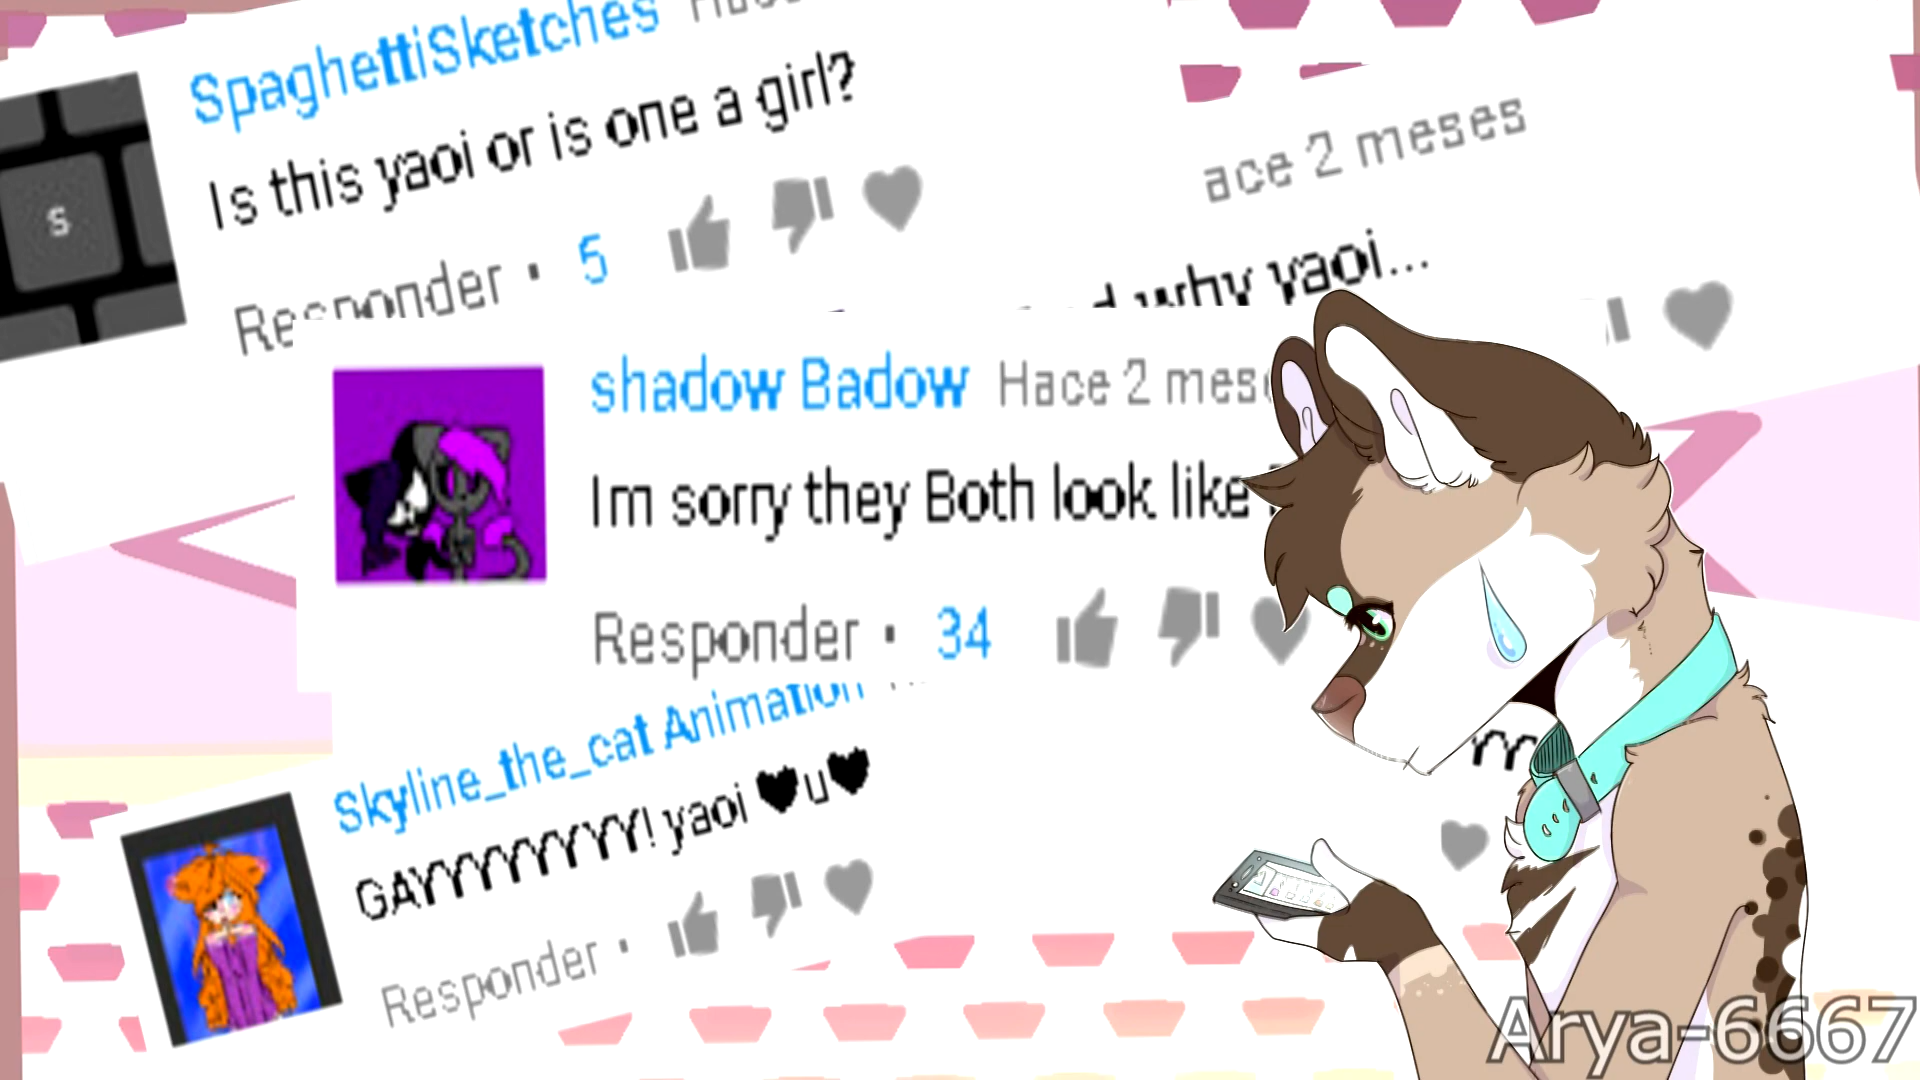 SpaghettiSketches
Is this yaoi or is one a girl?
Responder · 5
s
ace 2 meses
why yaoi...
shadow Badow Hace 2 mes
Im sorry they Both look like
Responder · 34
Skyline_the_cat Animation
GAYYYYYYYYY! yaoi ♥u♥
Responder ·
Arya-6667